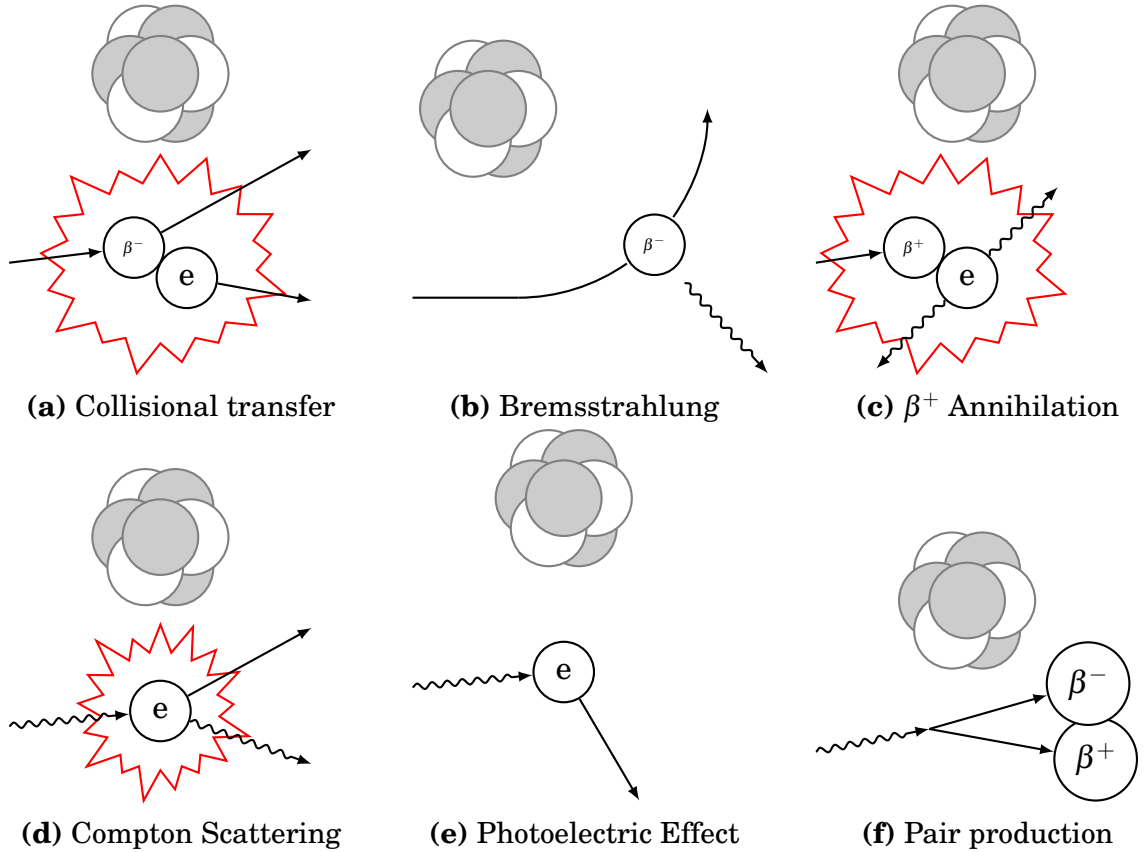 β−
e
(a) Collisional transfer
β−
(b) Bremsstrahlung
β+
e
(c) β+ Annihilation
e
(d) Compton Scattering
e
(e) Photoelectric Effect
β−
β+
(f) Pair production